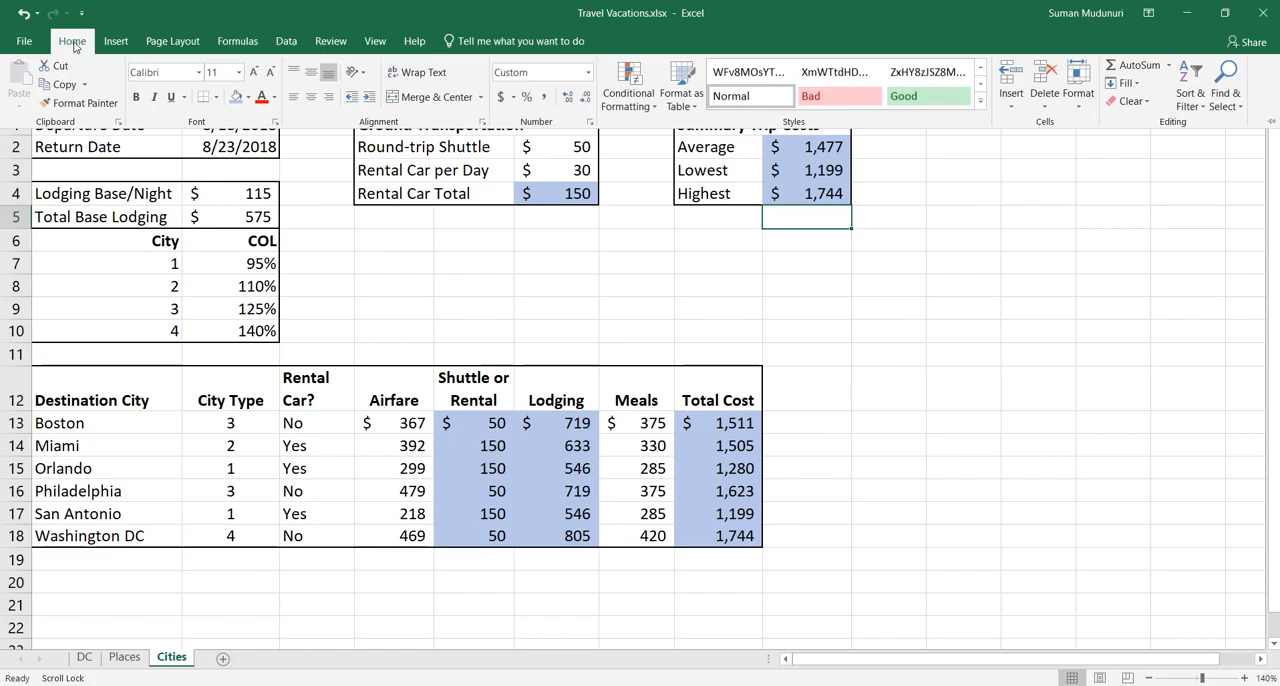 Travel Vacations.xlsx - Excel
Suman Mudunuri
File Home Insert Page Layout Formulas Data Review View Help Tell me what you want to do Share
Paste
Cut
Copy
Format Painter
Clipboard
Calibri 11
B I U
Font
Wrap Text
Merge & Center
Alignment
Custom
$ % ,
Number
Conditional Formatting
Format as Table
WFv8MOsYT... XmWTtdHD... ZxHY8zJSZ8M...
Normal Bad Good
Styles
Insert Delete Format
Cells
AutoSum
Fill
Clear
Sort & Filter
Find & Select
Editing
2 Return Date 8/23/2018 Round-trip Shuttle $ 50 Average $ 1,477
3 Rental Car per Day $ 30 Lowest $ 1,199
4 Lodging Base/Night $ 115 Rental Car Total $ 150 Highest $ 1,744
5 Total Base Lodging $ 575
6 City COL
7 1 95%
8 2 110%
9 3 125%
10 4 140%
11
12 Destination City City Type Rental Car? Airfare Shuttle or Rental Lodging Meals Total Cost
13 Boston 3 No $ 367 $ 50 $ 719 $ 375 $ 1,511
14 Miami 2 Yes 392 150 633 330 1,505
15 Orlando 1 Yes 299 150 546 285 1,280
16 Philadelphia 3 No 479 50 719 375 1,623
17 San Antonio 1 Yes 218 150 546 285 1,199
18 Washington DC 4 No 469 50 805 420 1,744
19
20
21
22
DC Places Cities
Ready Scroll Lock 140%